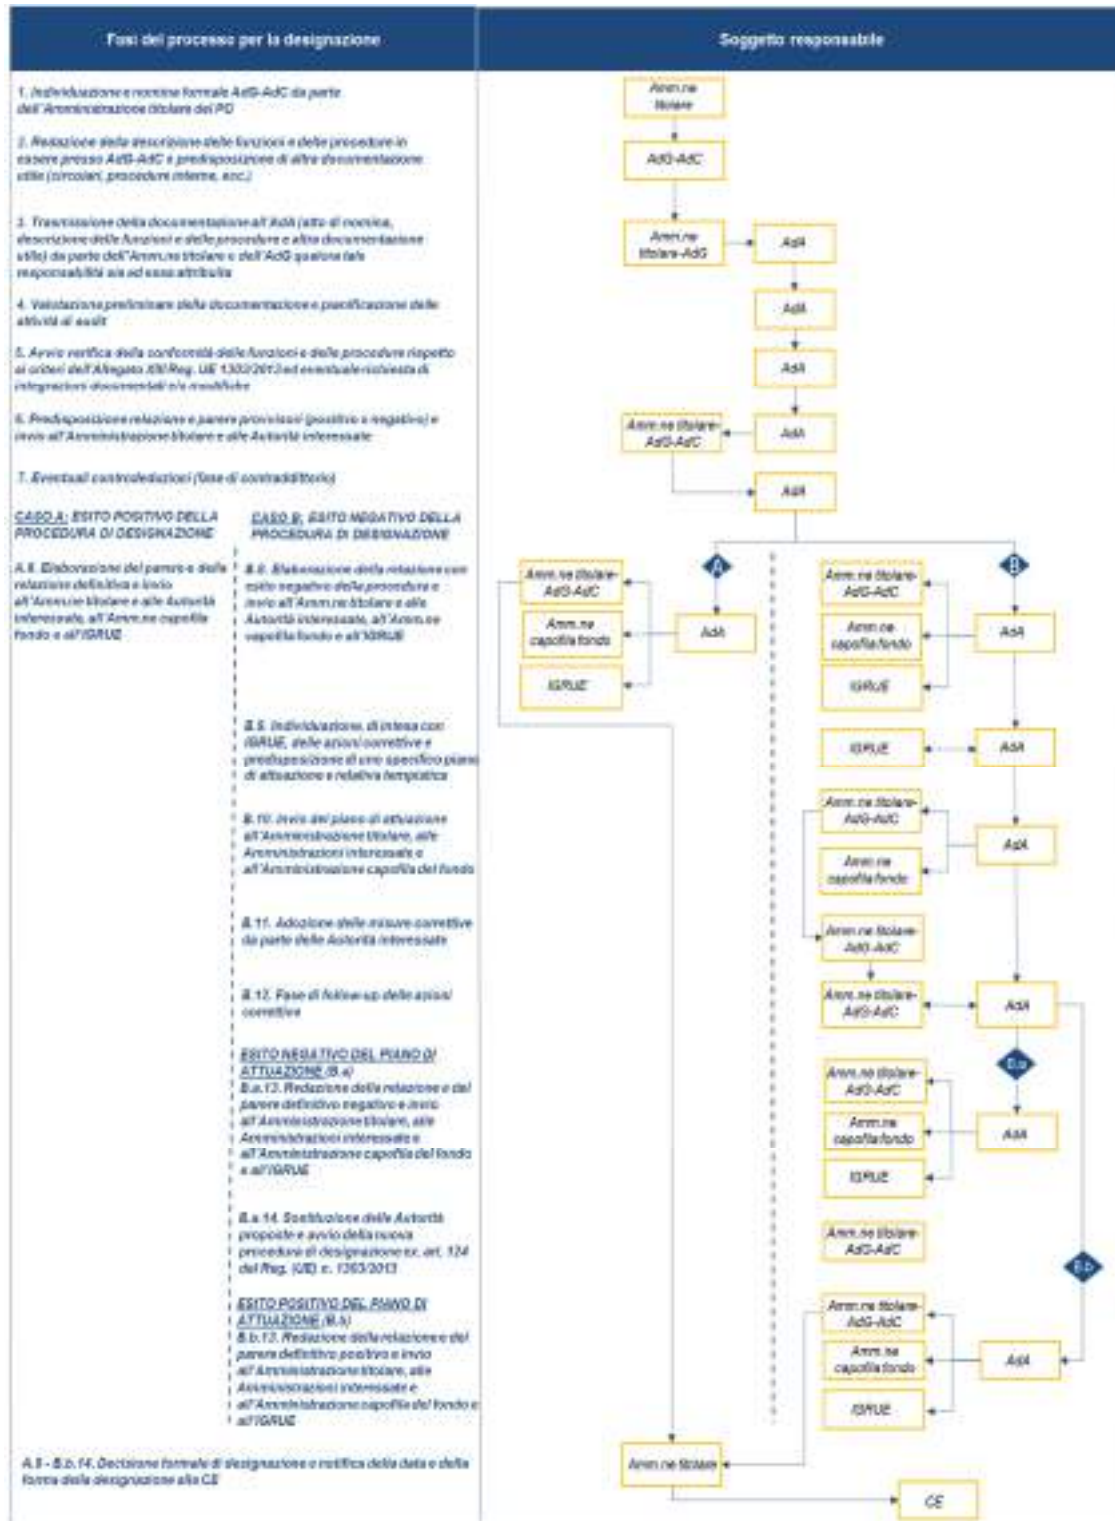 Fasi del processo per la designazione
Soggetto responsabile
1. Individuazione e nomina formale AdG-AdC da parte
dell'Amministrazione titolare del PO
2. Redazione della descrizione delle funzioni e delle procedure in
essere presso AdG-AdC e predisposizione di altra documentazione
utile (circolari, procedure interne, ecc.)
3. Trasmissione della documentazione all'AdA (atto di nomina,
descrizione delle funzioni e delle procedure e altra documentazione
utile) da parte dell'Amm.ne titolare o dell'AdG qualora tale
responsabilità sia ad essa attribuita
4. Valutazione preliminare della documentazione e pianificazione delle
attività di audit
5. Avvio verifica della conformità delle funzioni e delle procedure rispetto
ai criteri dell'Allegato XIII Reg. UE 1303/2013 ed eventuale richiesta di
integrazioni documentali e/o modifiche
6. Predisposizione relazione e parere provvisori (positivo o negativo) e
invio all'Amministrazione titolare e alle Autorità interessate
7. Eventuali controdeduzioni (fase di contraddittorio)
CASO A: ESITO POSITIVO DELLA
PROCEDURA DI DESIGNAZIONE
A.8. Elaborazione del parere e della
relazione definitiva e invio
all'Amm.ne titolare e alle Autorità
interessate, all'Amm.ne capofila
fondo e all'IGRUE
CASO B: ESITO NEGATIVO DELLA
PROCEDURA DI DESIGNAZIONE
B.8. Elaborazione della relazione con
esito negativo della procedura e
invio all'Amm.ne titolare e alle
Autorità interessate, all'Amm.ne
capofila fondo e all'IGRUE
B.9. Individuazione, di intesa con
IGRUE, delle azioni correttive e
predisposizione di uno specifico piano
di attuazione e relativa tempistica
B.10. Invio del piano di attuazione
all'Amministrazione titolare, alle
Amministrazioni interessate e
all'Amministrazione capofila del fondo
B.11. Adozione delle misure correttive
da parte delle Autorità interessate
B.12. Fase di follow-up delle azioni
correttive
ESITO NEGATIVO DEL PIANO DI
ATTUAZIONE (B.a)
B.a.13. Redazione della relazione e del
parere definitivo negativo e invio
all'Amministrazione titolare, alle
Amministrazioni interessate e
all'Amministrazione capofila del fondo
e all'IGRUE
B.a.14. Sostituzione delle Autorità
proposte e avvio della nuova
procedura di designazione ex. art. 124
del Reg. (UE) n. 1303/2013
ESITO POSITIVO DEL PIANO DI
ATTUAZIONE (B.b)
B.b.13. Redazione della relazione e del
parere definitivo positivo e invio
all'Amministrazione titolare, alle
Amministrazioni interessate e
all'Amministrazione capofila del fondo e
all'IGRUE
A.9 - B.b.14. Decisione formale di designazione e notifica della data e della
forma della designazione alla CE
Amm.ne
titolare
AdG-AdC
Amm.ne
titolare-AdG
AdA
AdA
AdA
Amm.ne titolare-
AdG-AdC
AdA
AdA
A
B
Amm.ne titolare-
AdG-AdC
Amm.ne
capofila fondo
AdA
IGRUE
Amm.ne titolare-
AdG-AdC
Amm.ne
capofila fondo
AdA
IGRUE
IGRUE
AdA
Amm.ne titolare-
AdG-AdC
AdA
Amm.ne
capofila fondo
Amm.ne titolare-
AdG-AdC
Amm.ne titolare-
AdG-AdC
AdA
B.a
Amm.ne titolare-
AdG-AdC
Amm.ne
capofila fondo
AdA
IGRUE
Amm.ne titolare-
AdG-AdC
B.b
Amm.ne titolare-
AdG-AdC
Amm.ne
capofila fondo
AdA
IGRUE
Amm.ne titolare
CE